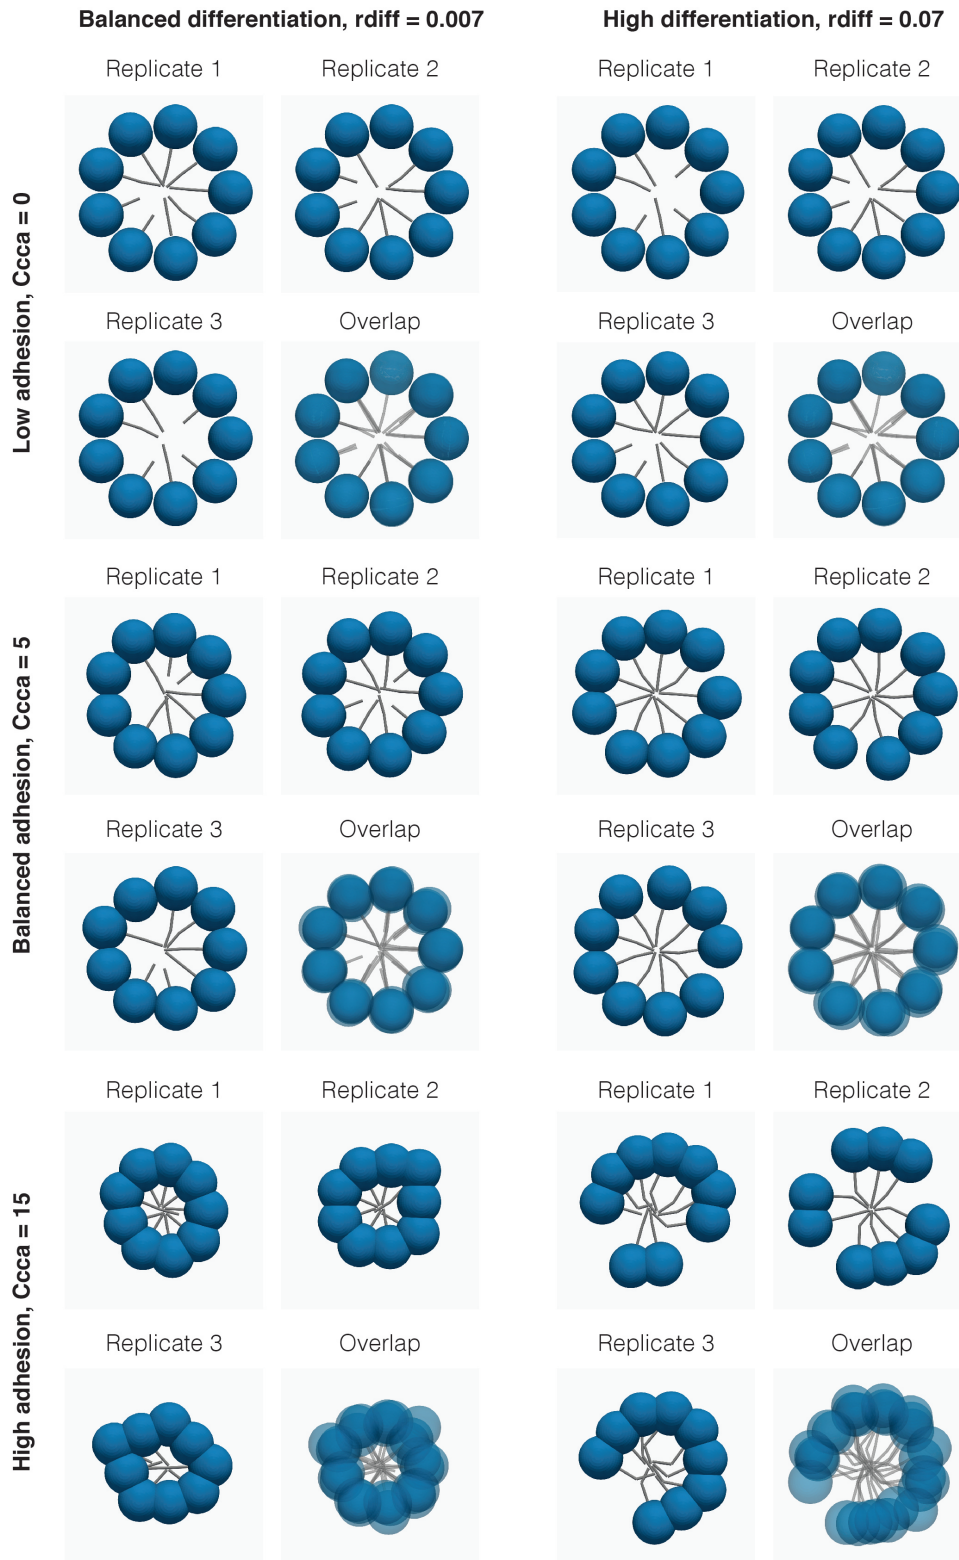 Balanced differentiation, rdiff = 0.007
High differentiation, rdiff = 0.07
Low adhesion, Ccca = 0
Replicate 1
Replicate 2
Replicate 1
Replicate 2
Replicate 3
Overlap
Replicate 3
Overlap
Balanced adhesion, Ccca = 5
Replicate 1
Replicate 2
Replicate 1
Replicate 2
Replicate 3
Overlap
Replicate 3
Overlap
High adhesion, Ccca = 15
Replicate 1
Replicate 2
Replicate 1
Replicate 2
Replicate 3
Overlap
Replicate 3
Overlap